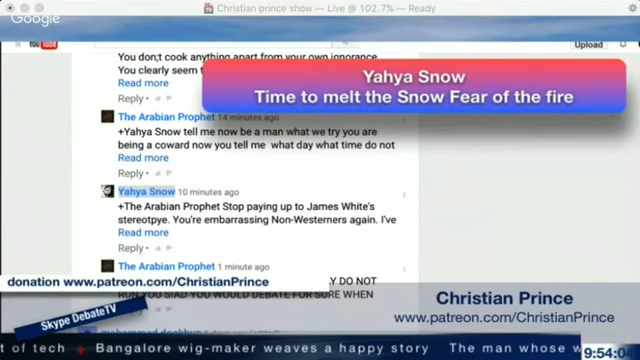 Christian prince show — Live @ 102.7% — Ready
Google
YouTube
Upload
You don;t cook anything apart from your own ignorance.
You clearly seem t
Read more
Reply •
Yahya Snow
Time to melt the Snow Fear of the fire
The Arabian Prophet 14 minutes ago
+Yahya Snow tell me now be a man what we try you are
being a coward now you tell me what day what time do not
Read more
Reply •
Yahya Snow 10 minutes ago
+The Arabian Prophet Stop paying up to James White's
stereotpye. You're embarrassing Non-Westerners again. I've
Read more
Reply •
The Arabian Prophet 1 minute ago
Y DO NOT
RUN YOU SIAD YOU WOULD DEBATE FOR SURE WHEN
donation www.patreon.com/ChristianPrince
Skype DebateTV
Christian Prince
www.patreon.com/ChristianPrince
of tech + Bangalore wig-maker weaves a happy story The man whose w
9:54:0